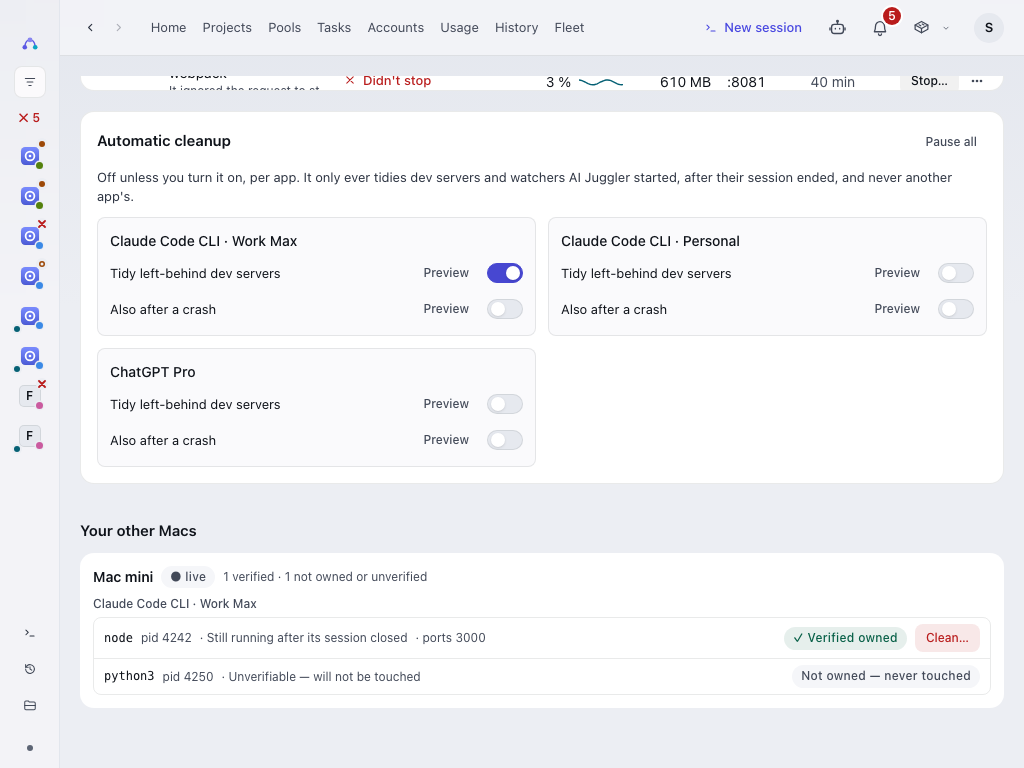 Home Projects Pools Tasks Accounts Usage History Fleet New session 5 S
5
webpack
It ignored the request to st
Didn't stop 3 % 610 MB :8081 40 min Stop...
Automatic cleanup Pause all
Off unless you turn it on, per app. It only ever tidies dev servers and watchers AI Juggler started, after their session ended, and never another
app's.
Claude Code CLI · Work Max
Tidy left-behind dev servers Preview
Also after a crash Preview
Claude Code CLI · Personal
Tidy left-behind dev servers Preview
Also after a crash Preview
ChatGPT Pro
Tidy left-behind dev servers Preview
Also after a crash Preview
F
F
Your other Macs
Mac mini live 1 verified · 1 not owned or unverified
Claude Code CLI · Work Max
node pid 4242 · Still running after its session closed · ports 3000 Verified owned Clean...
python3 pid 4250 · Unverifiable — will not be touched Not owned — never touched